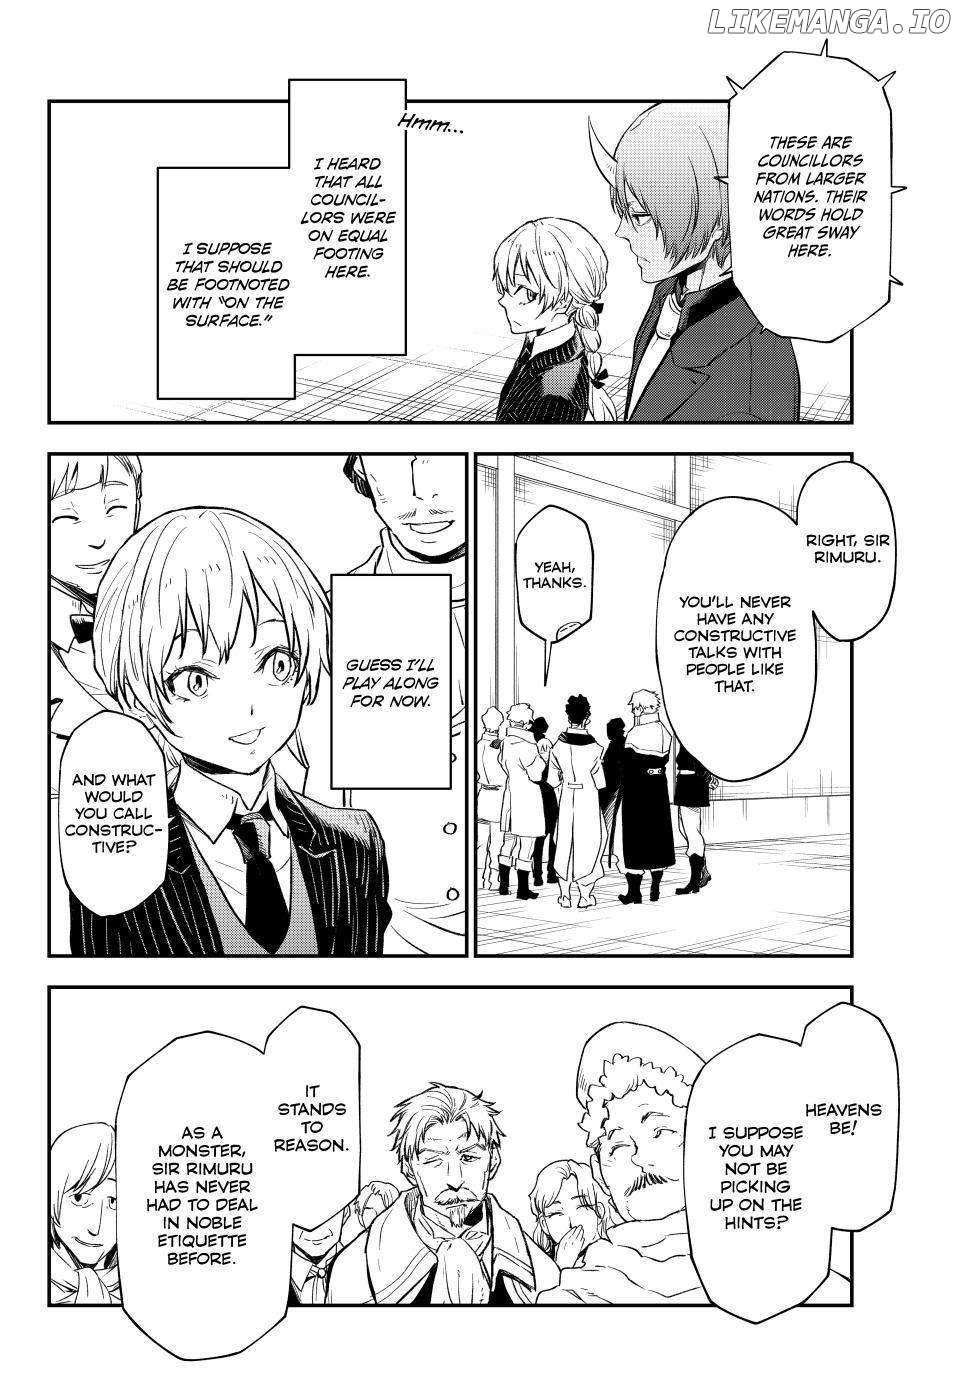 LIKEMANGA.IO
THESE ARE
COUNCILLORS
FROM LARGER
NATIONS. THEIR
WORDS HOLD
GREAT SWAY
HERE.
Hmm...
I HEARD
THAT ALL
COUNCIL-
LORS WERE
ON EQUAL
FOOTING
HERE.
I SUPPOSE
THAT SHOULD
BE FOOTNOTED
WITH "ON THE
SURFACE."
RIGHT, SIR
RIMURU.
YOU'LL NEVER
HAVE ANY
CONSTRUCTIVE
TALKS WITH
PEOPLE LIKE
THAT.
YEAH,
THANKS.
GUESS I'LL
PLAY ALONG
FOR NOW.
AND WHAT
WOULD
YOU CALL
CONSTRUC-
TIVE?
HEAVENS
BE!
I SUPPOSE
YOU MAY
NOT BE
PICKING
UP ON THE
HINTS?
IT
STANDS
TO
REASON.
AS A
MONSTER,
SIR RIMURU
HAS NEVER
HAD TO DEAL
IN NOBLE
ETIQUETTE
BEFORE.